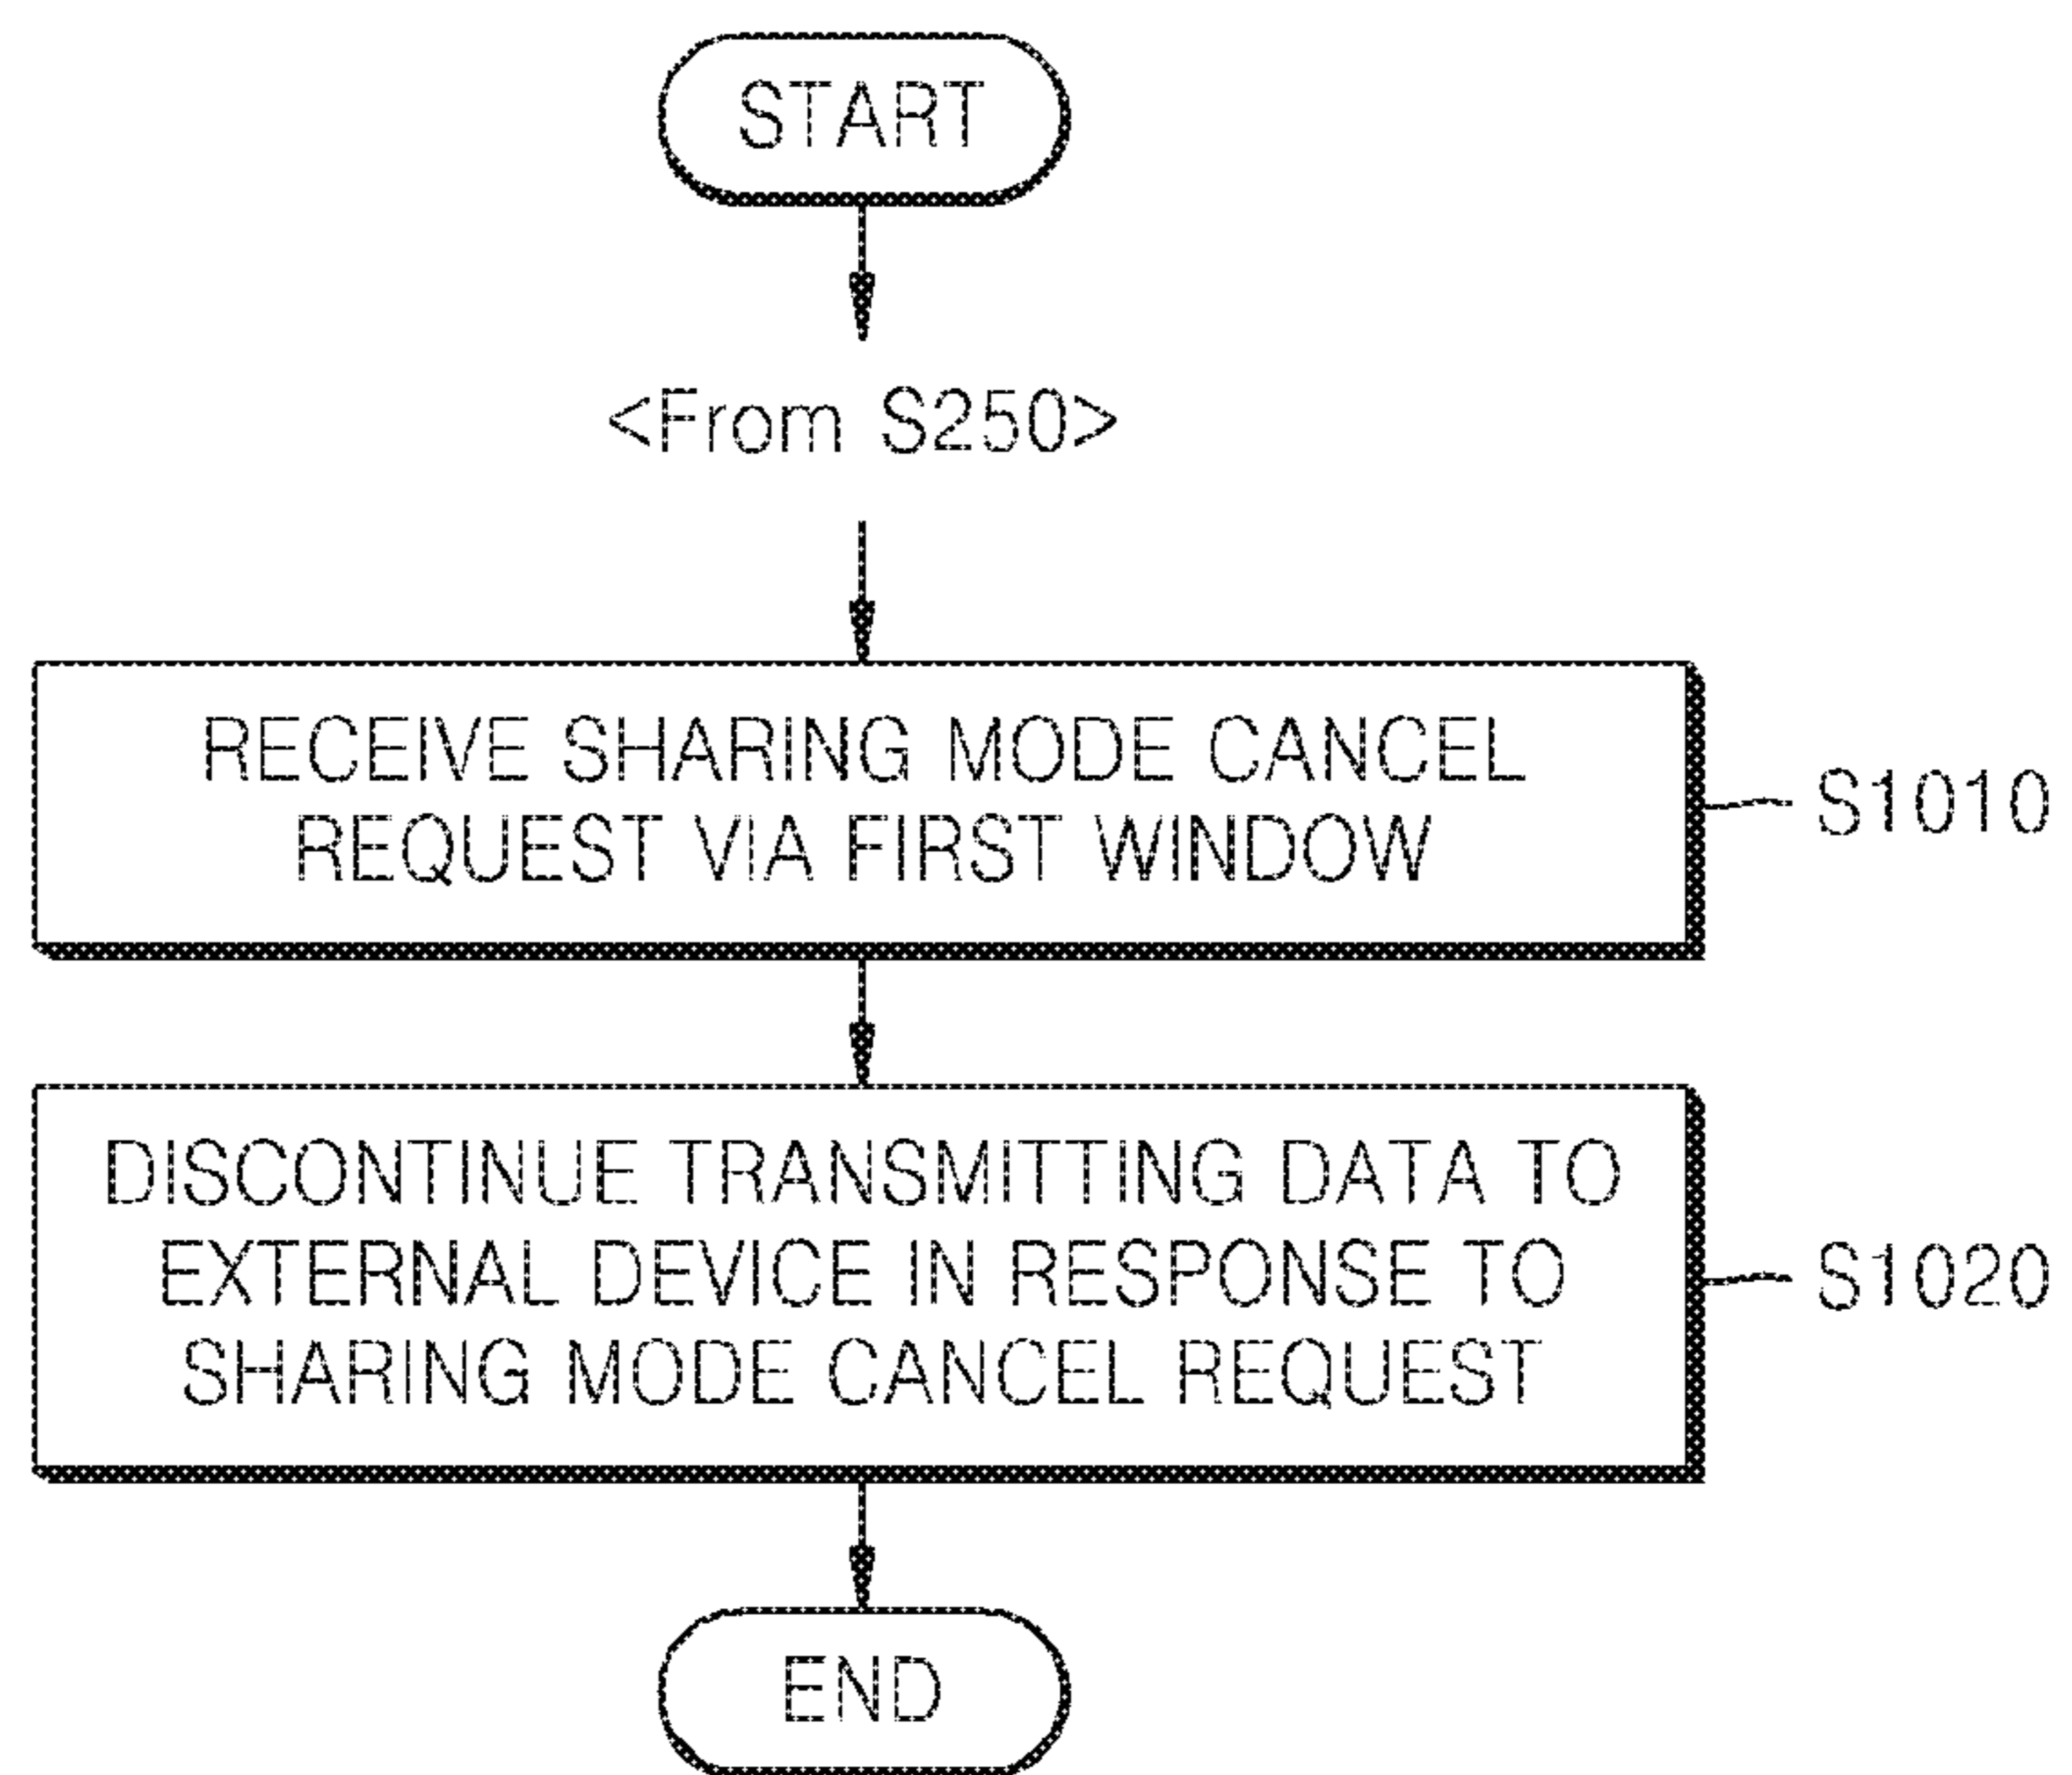 START
<From S250>
RECEIVE SHARING MODE CANCEL
REQUEST VIA FIRST WINDOW
S1010
DISCONTINUE TRANSMITTING DATA TO
EXTERNAL DEVICE IN RESPONSE TO
SHARING MODE CANCEL REQUEST
S1020
END